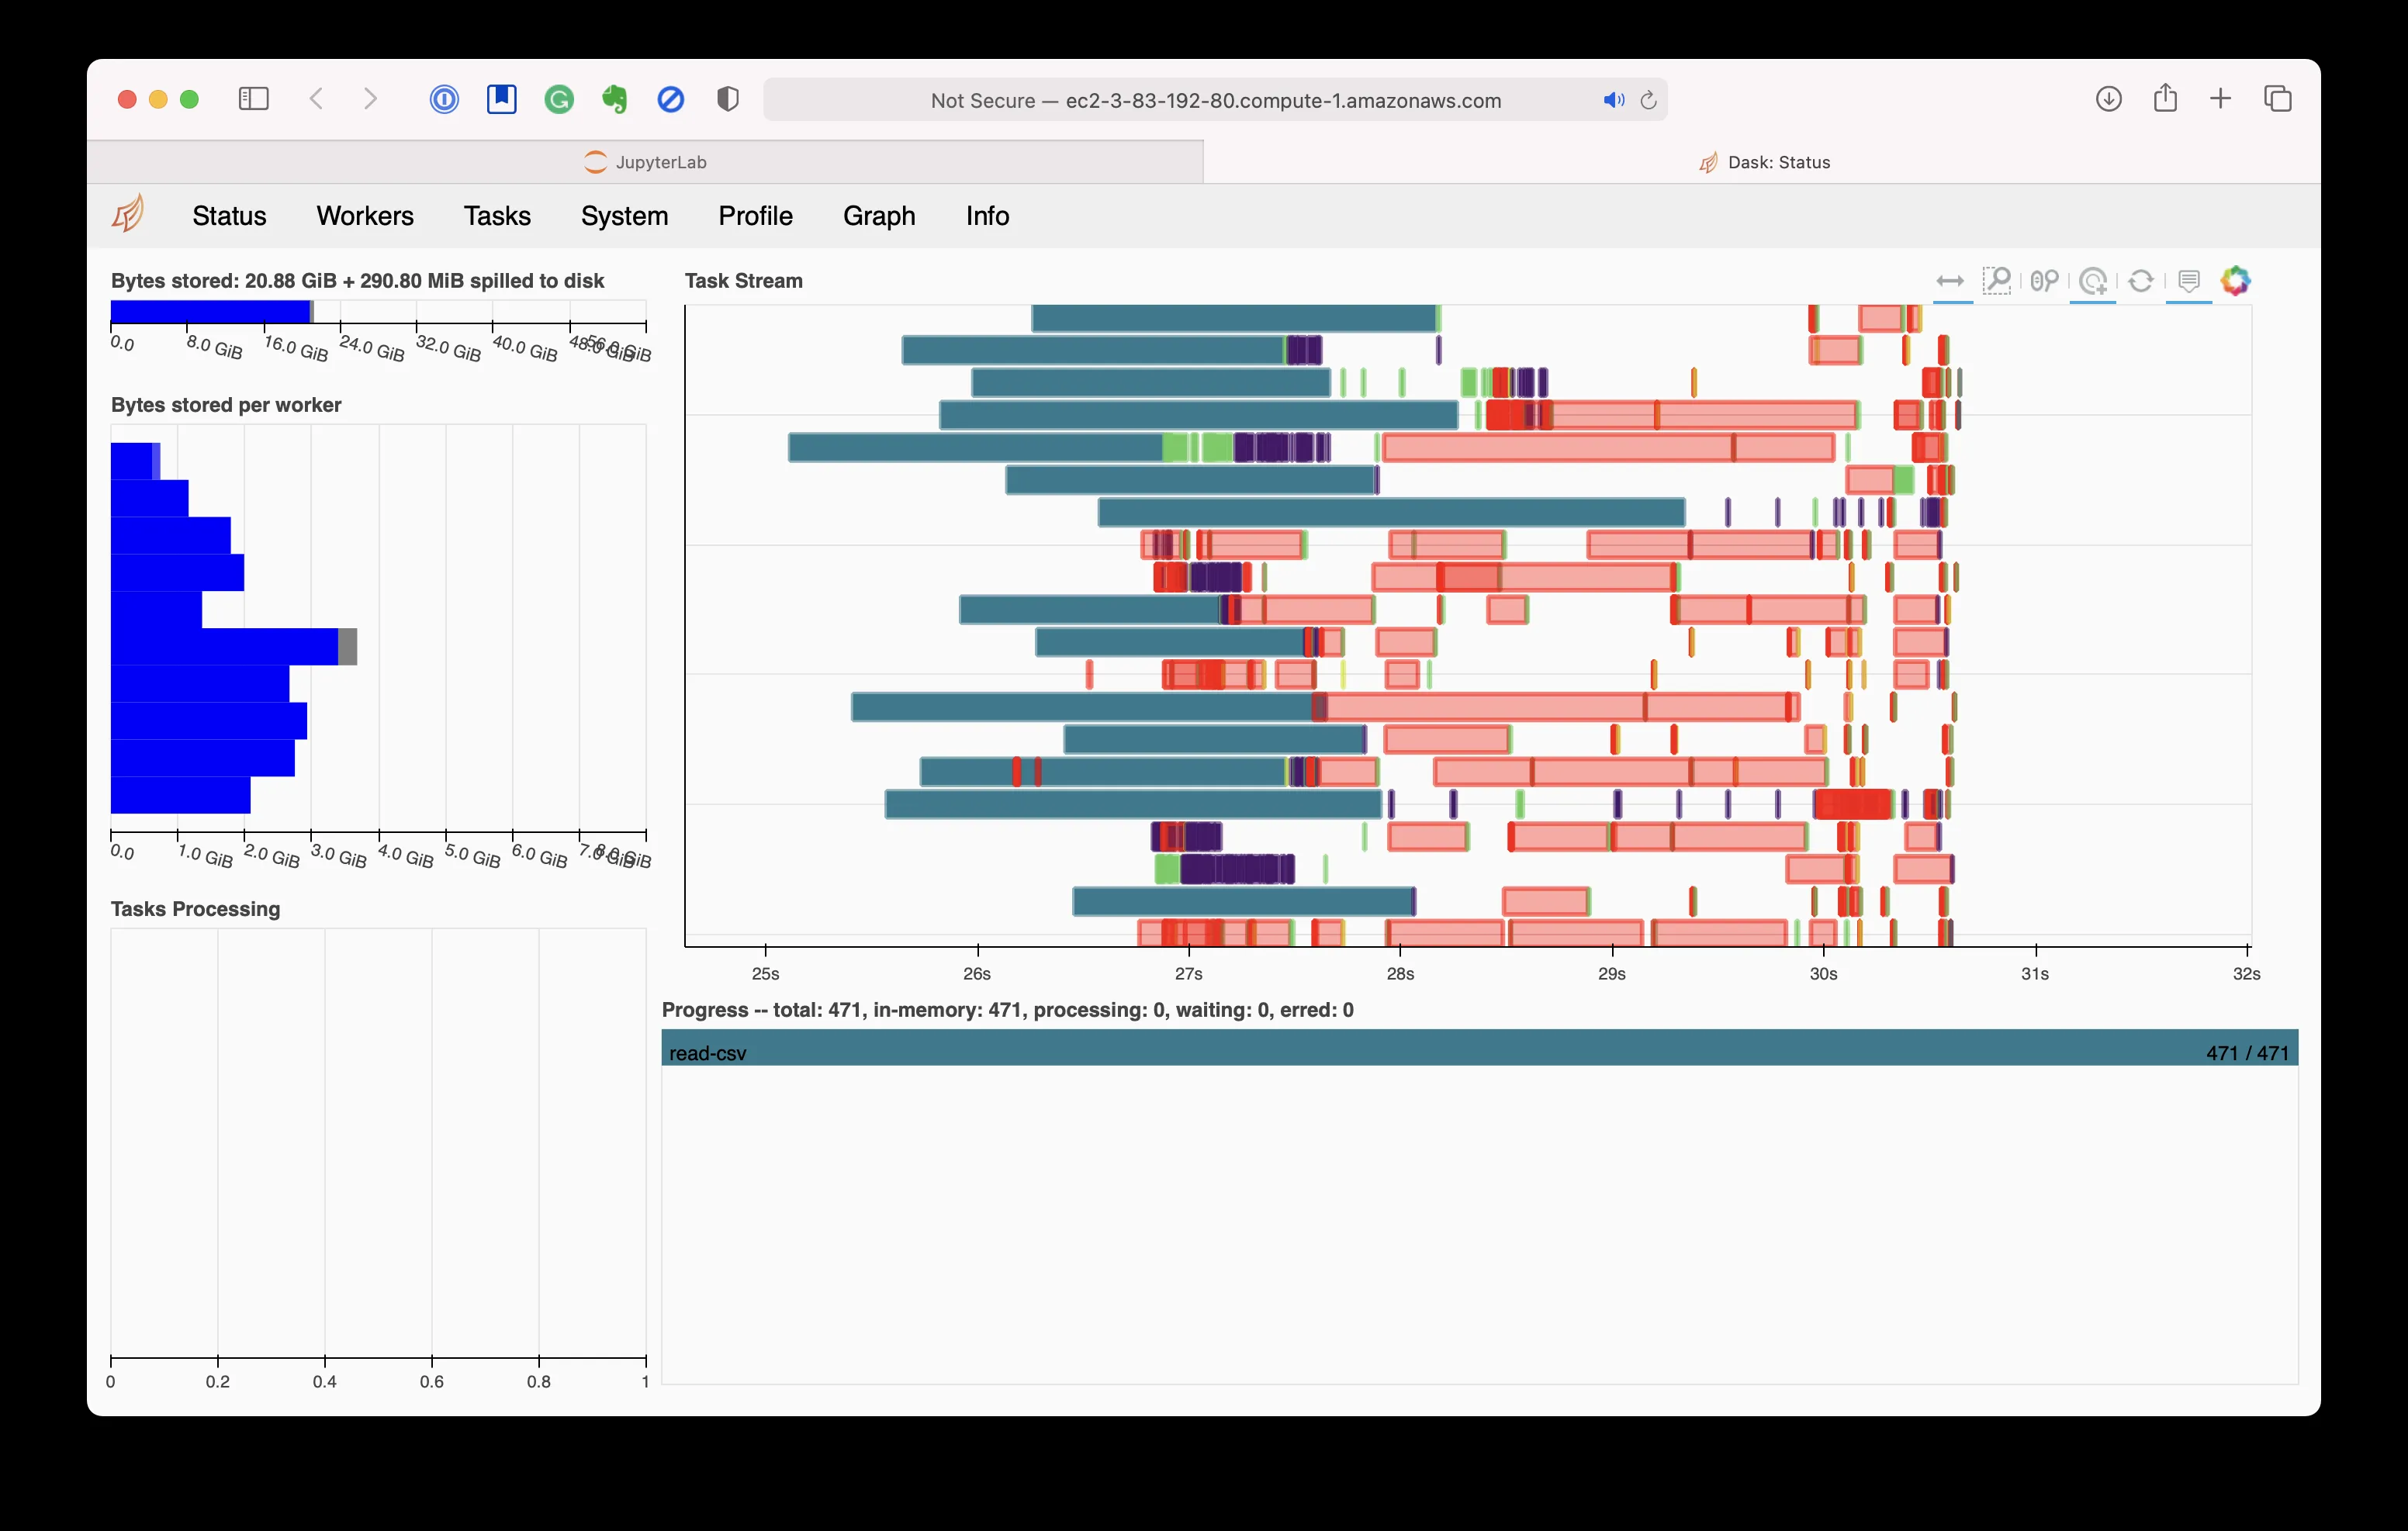 Not Secure — ec2-3-83-192-80.compute-1.amazonaws.com
JupyterLab
Dask: Status
Status Workers Tasks System Profile Graph Info
Bytes stored: 20.88 GiB + 290.80 MiB spilled to disk
0.0 8.0 GiB 16.0 GiB 24.0 GiB 32.0 GiB 40.0 GiB 48.0 GiB 56.0 GiB
Bytes stored per worker
0.0 1.0 GiB 2.0 GiB 3.0 GiB 4.0 GiB 5.0 GiB 6.0 GiB 7.0 GiB 8.0 GiB
Tasks Processing
0 0.2 0.4 0.6 0.8 1
Task Stream
25s 26s 27s 28s 29s 30s 31s 32s
Progress -- total: 471, in-memory: 471, processing: 0, waiting: 0, erred: 0
read-csv 471 / 471